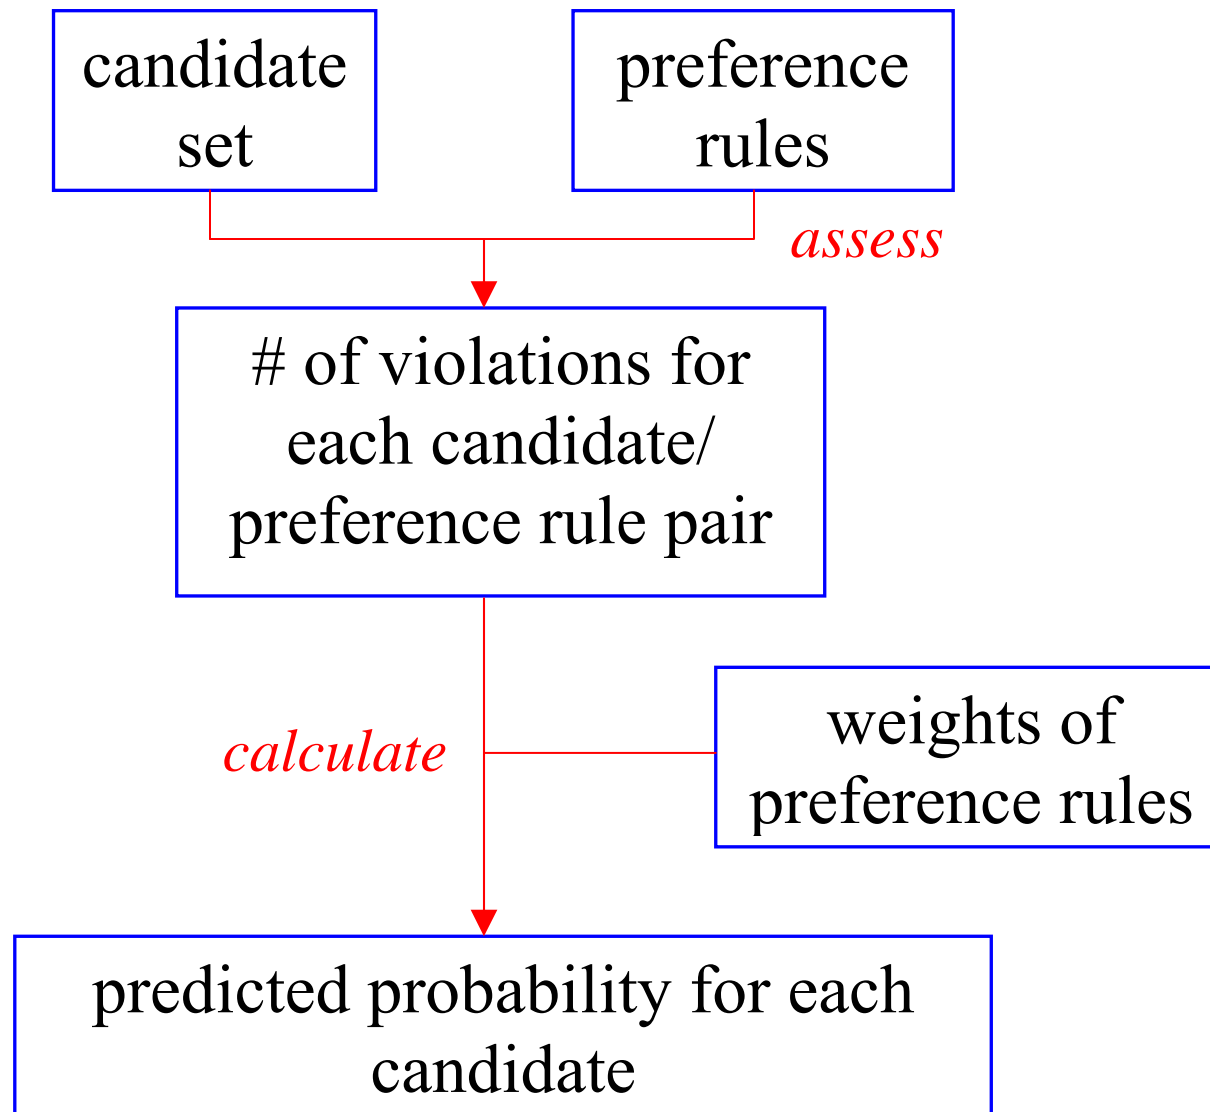 candidate
set
preference
rules
assess
# of violations for
each candidate/
preference rule pair
calculate
weights of
preference rules
predicted probability for each
candidate